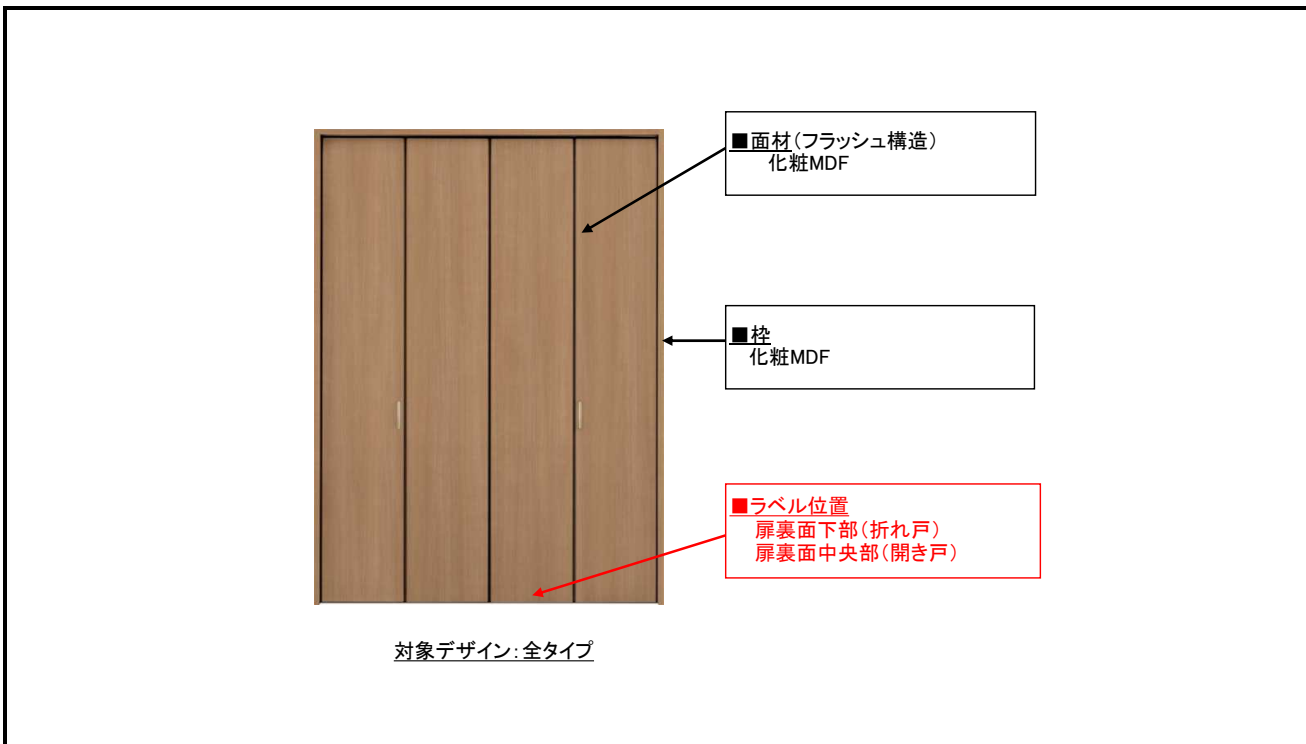 ■面材(フラッシュ構造)
化粧MDF
■枠
化粧MDF
■ラベル位置
扉裏面下部(折れ戸)
扉裏面中央部(開き戸)
対象デザイン:全タイプ